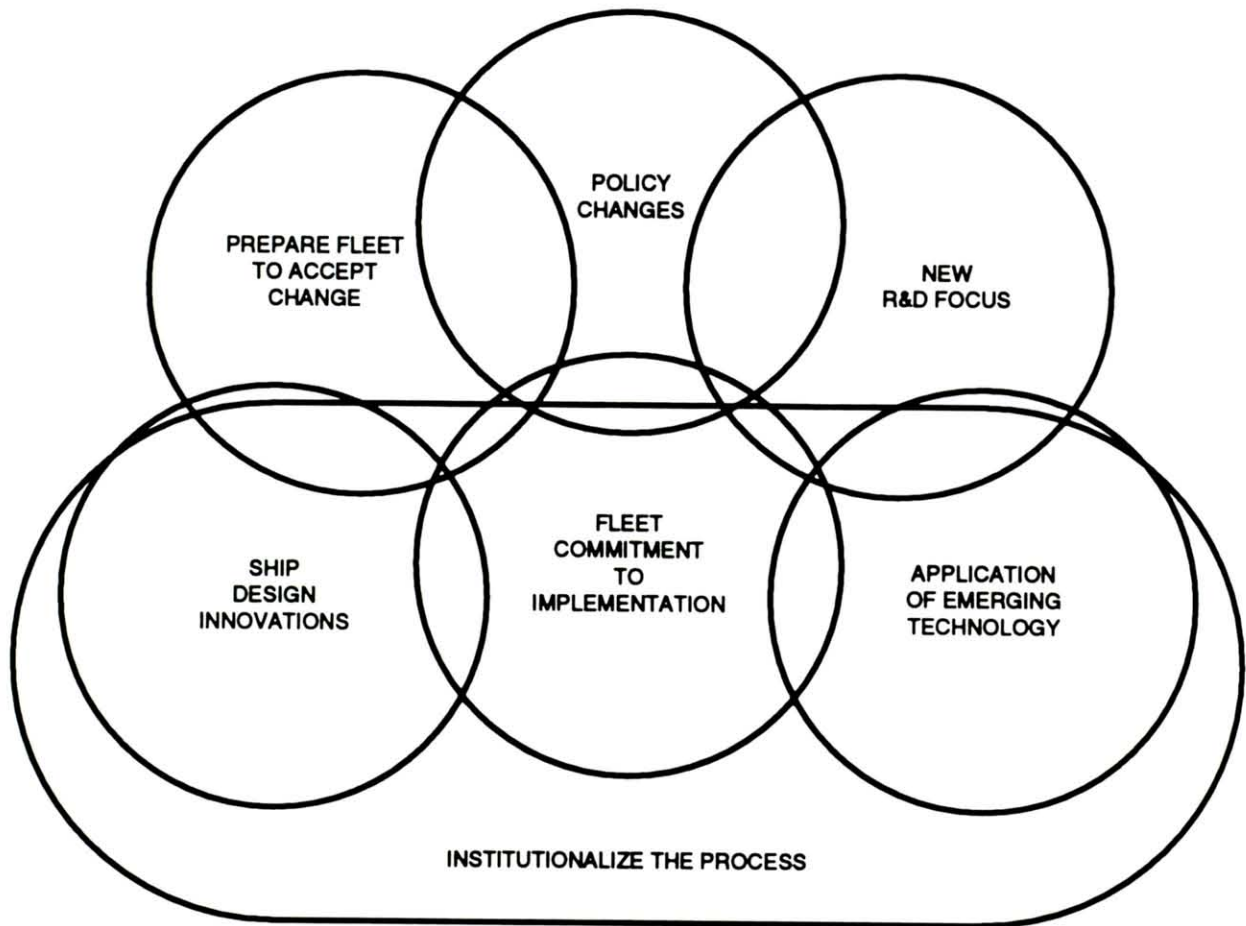 POLICY
CHANGES
PREPARE FLEET
TO ACCEPT
CHANGE
NEW
R&D FOCUS
SHIP
DESIGN
INNOVATIONS
FLEET
COMMITMENT
TO
IMPLEMENTATION
APPLICATION
OF EMERGING
TECHNOLOGY
INSTITUTIONALIZE THE PROCESS